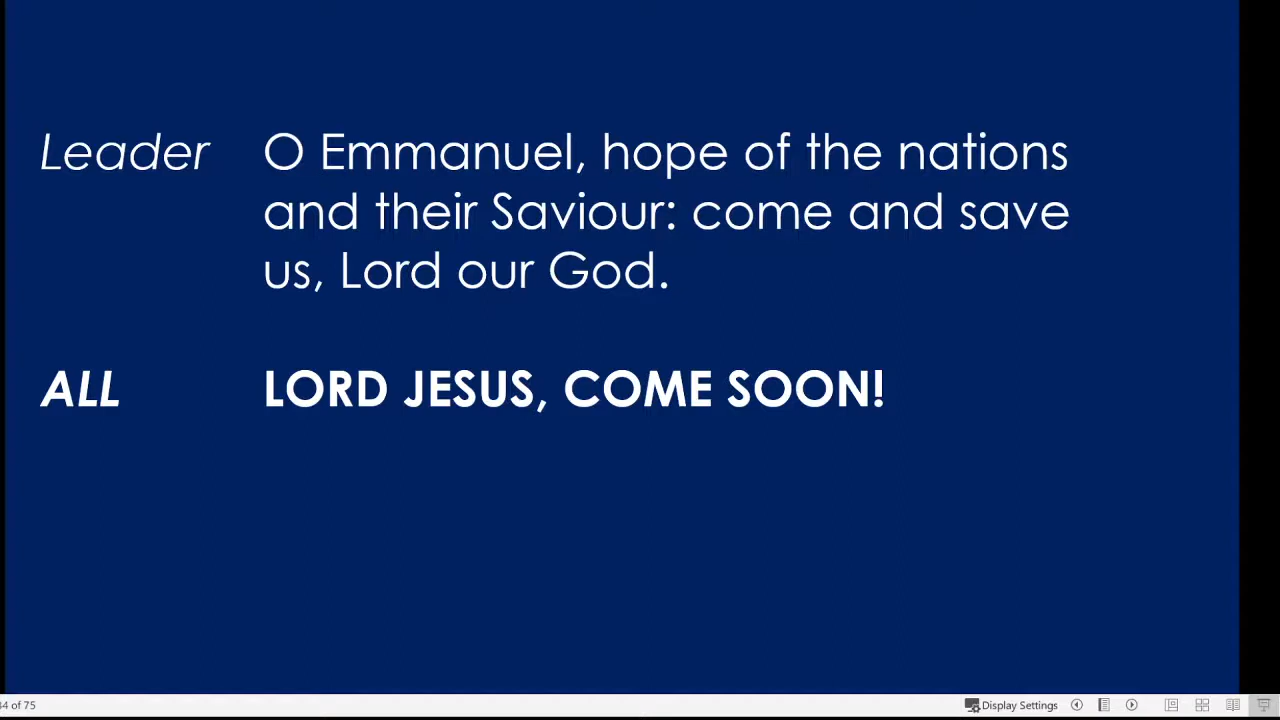 Leader O Emmanuel, hope of the nations
and their Saviour: come and save
us, Lord our God.
ALL LORD JESUS, COME SOON!
of 75 Display Settings